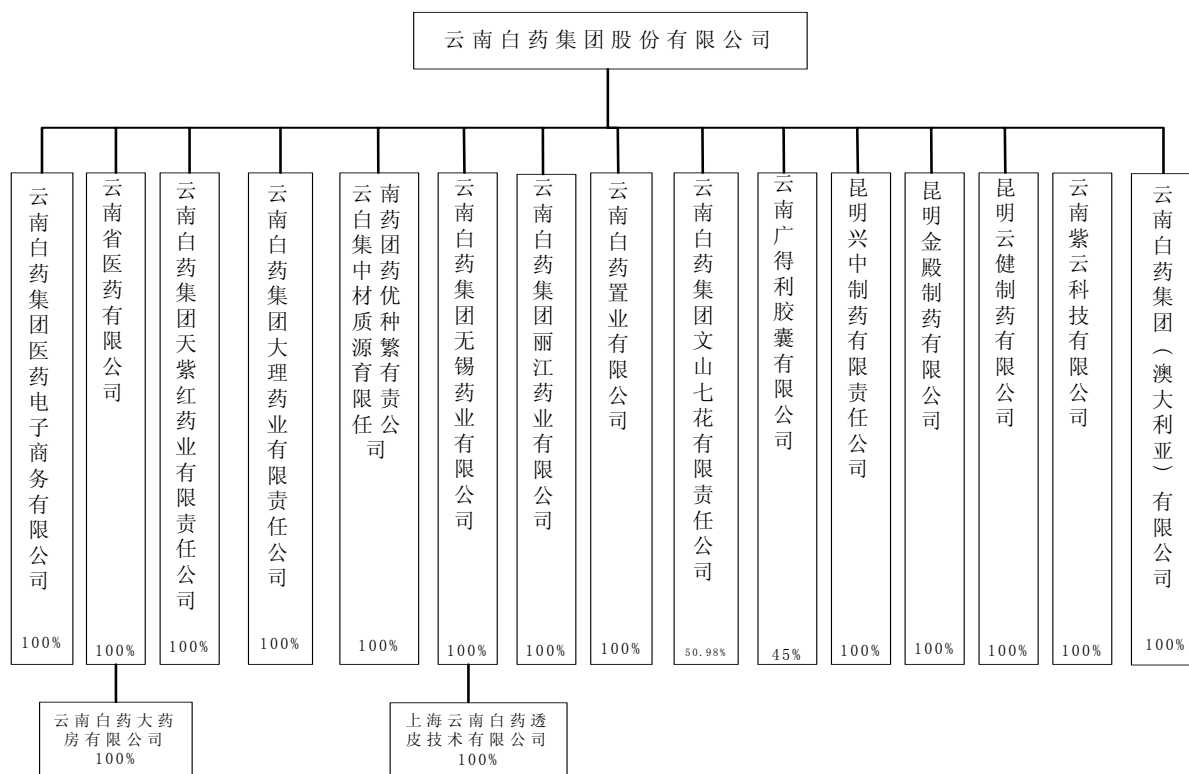 云南白药集团股份有限公司
云南白药集团医药电子商务有限公司
100%
云南省医药有限公司
100%
云南白药集团天紫红药业有限责任公司
100%
云南白药集团大理药业有限责任公司
100%
云南白药集团中药材优质种源繁育有限责任公司
100%
云南白药集团无锡药业有限公司
100%
云南白药集团丽江药业有限公司
100%
云南白药置业有限公司
100%
云南白药集团文山七花有限责任公司
50.98%
云南广得利胶囊有限公司
45%
昆明兴中制药有限责任公司
100%
昆明金殿制药有限公司
100%
昆明云健制药有限公司
100%
云南紫云科技有限公司
100%
云南白药集团（澳大利亚）有限公司
100%
云南白药大药
房有限公司
100%
上海云南白药透
皮技术有限公司
100%